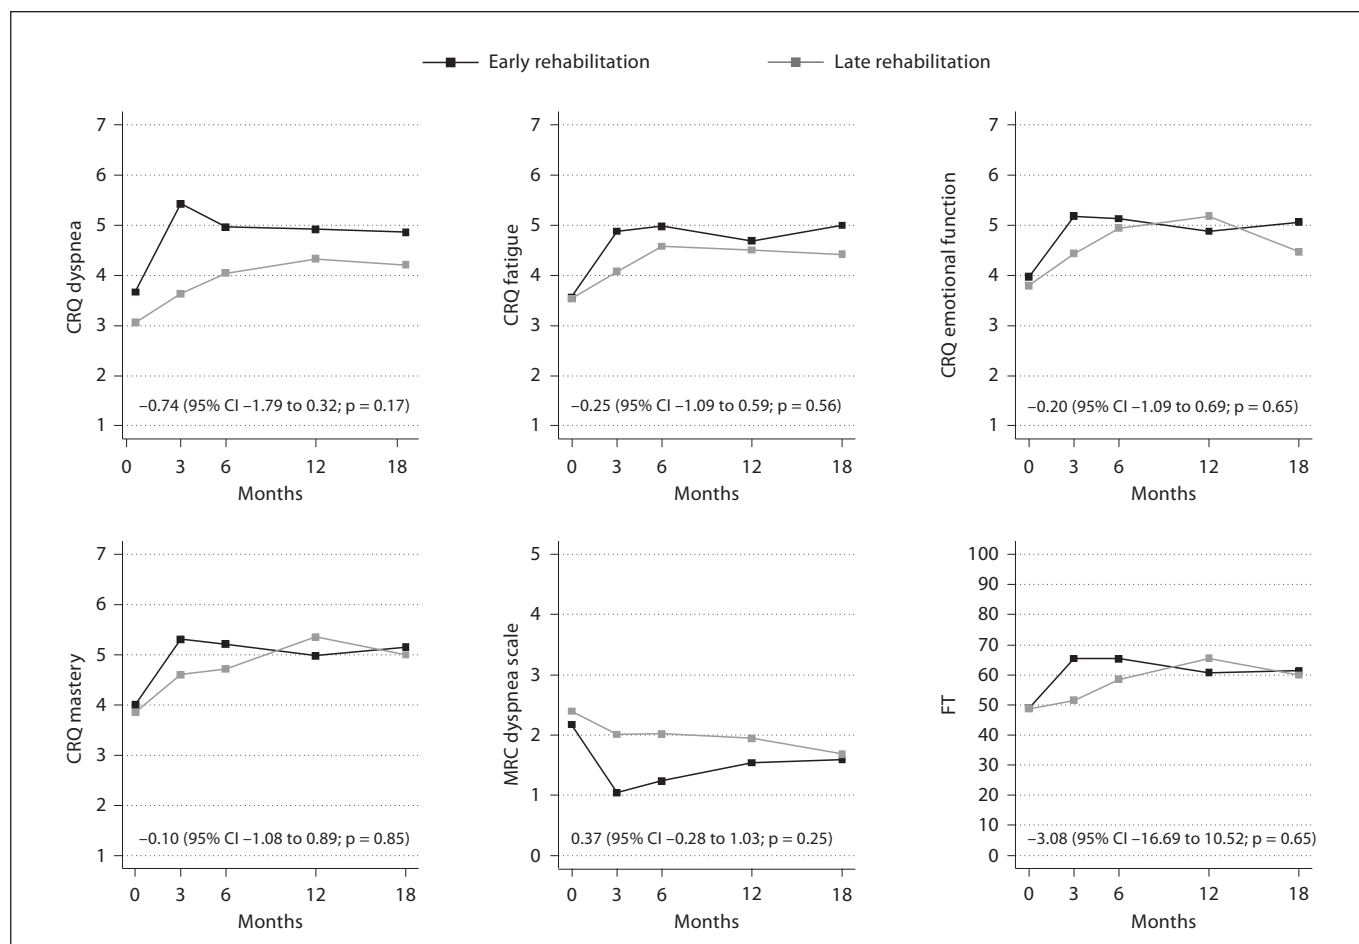 Early rehabilitation
Late rehabilitation
7
6
5
4
3
2
1
CRQ dyspnea
–0.74 (95% CI –1.79 to 0.32; p = 0.17)
0 3 6 12 18
Months
7
6
5
4
3
2
1
CRQ fatigue
–0.25 (95% CI –1.09 to 0.59; p = 0.56)
0 3 6 12 18
Months
7
6
5
4
3
2
1
CRQ emotional function
–0.20 (95% CI –1.09 to 0.69; p = 0.65)
0 3 6 12 18
Months
7
6
5
4
3
2
1
CRQ mastery
–0.10 (95% CI –1.08 to 0.89; p = 0.85)
0 3 6 12 18
Months
5
4
3
2
1
0
MRC dyspnea scale
0.37 (95% CI –0.28 to 1.03; p = 0.25)
0 3 6 12 18
Months
100
90
80
70
60
50
40
30
20
10
0
FT
–3.08 (95% CI –16.69 to 10.52; p = 0.65)
0 3 6 12 18
Months